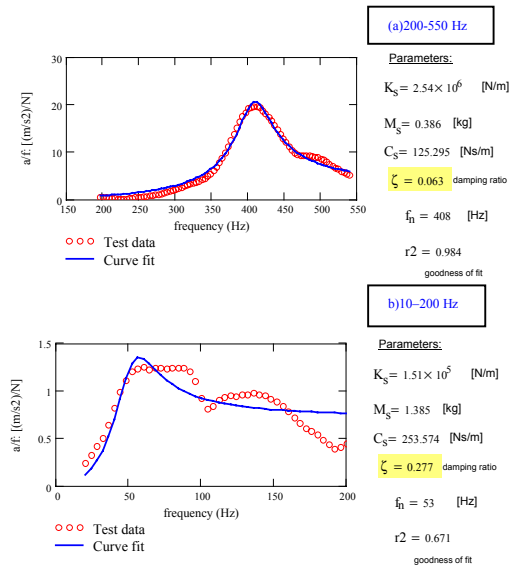 (a)200-550 Hz
Parameters:
K_S= 2.54× 10^6 [N/m]
M_S= 0.386 [kg]
C_S= 125.295 [Ns/m]
ζ = 0.063 damping ratio
f_n = 408 [Hz]
r2 = 0.984
goodness of fit
30
20
10
0
150 200 250 300 350 400 450 500 550
a/f: [(m/s2)/N]
frequency (Hz)
Test data
Curve fit
b)10–200 Hz
Parameters:
K_S= 1.51× 10^5 [N/m]
M_S= 1.385 [kg]
C_S= 253.574 [Ns/m]
ζ = 0.277 damping ratio
f_n = 53 [Hz]
r2 = 0.671
goodness of fit
1.5
1
0.5
0
0 50 100 150 200
a/f: [(m/s2)/N]
frequency (Hz)
Test data
Curve fit